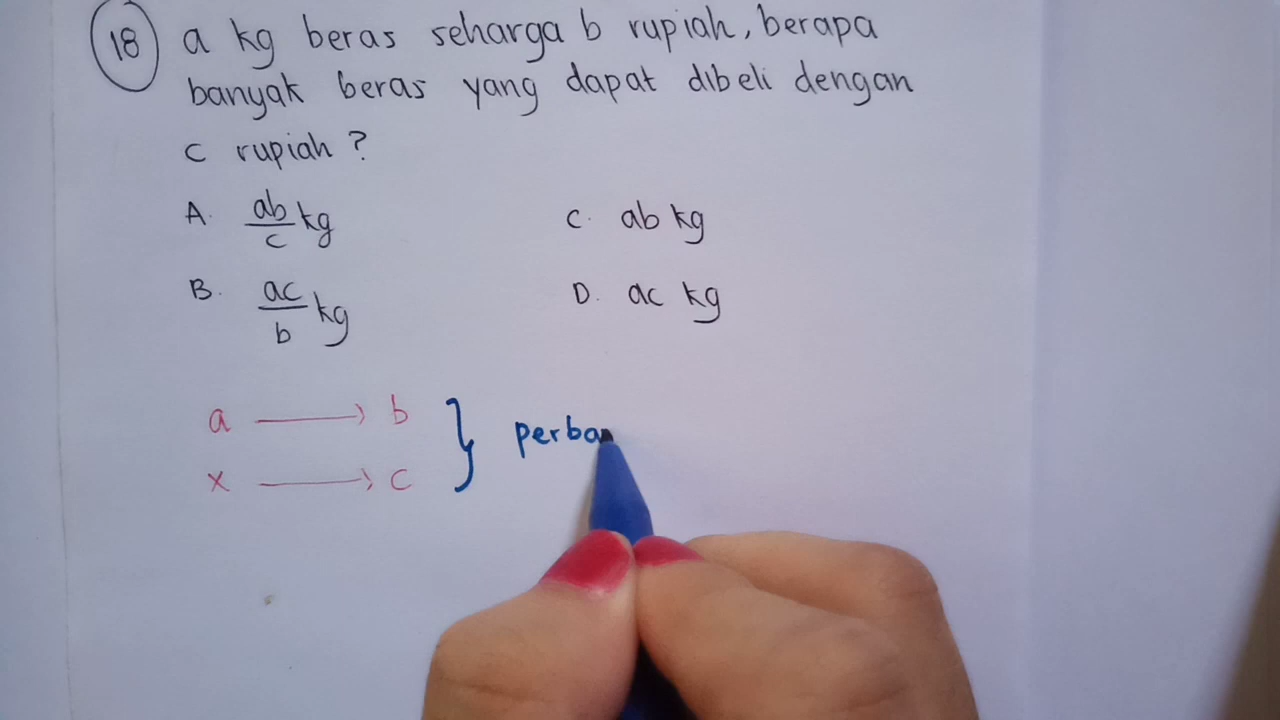 18 a kg beras seharga b rupiah, berapa
banyak beras yang dapat dibeli dengan
c rupiah?
A. ab/c kg
C. ab kg
B. ac/b kg
D. ac kg
a → b } perba
x → c